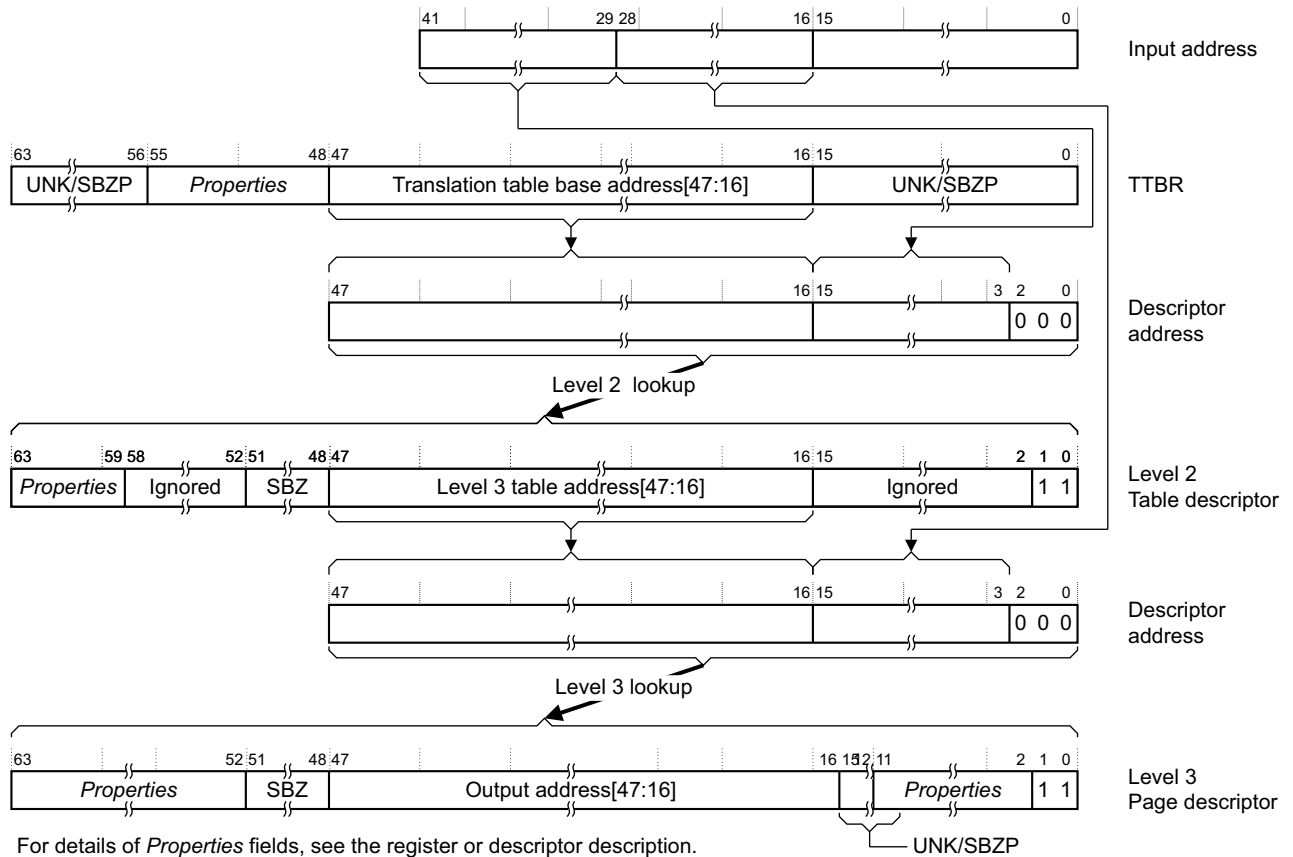 41 29 28 16 15 0
Input address
63 56 55 48 47 16 15 0
UNK/SBZP Properties Translation table base address[47:16] UNK/SBZP
TTBR
47 16 15 3 2 0
0 0 0
Descriptor
address
Level 2 lookup
63 59 58 52 51 48 47 16 15 2 1 0
Properties Ignored SBZ Level 3 table address[47:16] Ignored 1 1
Level 2
Table descriptor
47 16 15 3 2 0
0 0 0
Descriptor
address
Level 3 lookup
63 52 51 48 47 16 15 12 11 2 1 0
Properties SBZ Output address[47:16] Properties 1 1
Level 3
Page descriptor
For details of Properties fields, see the register or descriptor description.
UNK/SBZP